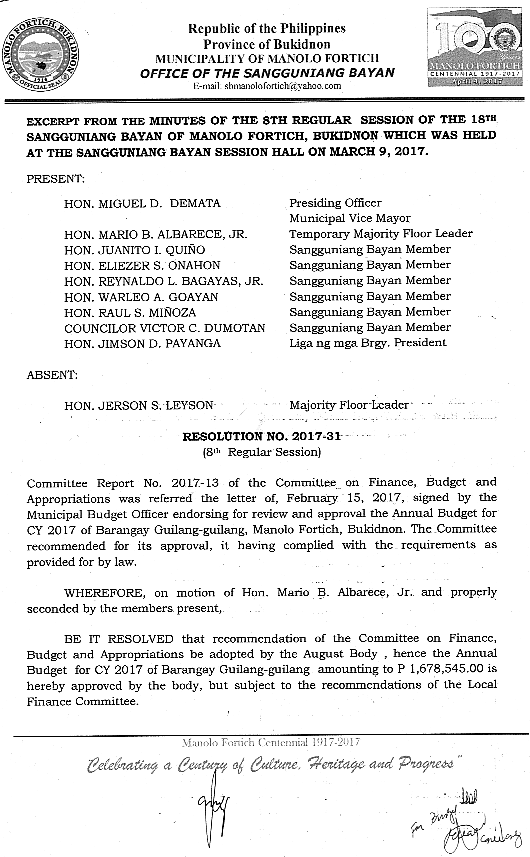 Republic of the Philippines
Province of Bukidnon
MUNICIPALITY OF MANOLO FORTICH
OFFICE OF THE SANGGUNIANG BAYAN
E-mail: sbmanolofortich@yahoo.com
MANOLO FORTICH, BUKIDNON
OFFICIAL SEAL
100
MANOLO FORTICH
CENTENNIAL 1917-2017
EXCERPT FROM THE MINUTES OF THE 8TH REGULAR SESSION OF THE 18TH
SANGGUNIANG BAYAN OF MANOLO FORTICH, BUKIDNON WHICH WAS HELD
AT THE SANGGUNIANG BAYAN SESSION HALL ON MARCH 9, 2017.
PRESENT:
HON. MIGUEL D. DEMATA Presiding Officer
Municipal Vice Mayor
HON. MARIO B. ALBARECE, JR. Temporary Majority Floor Leader
HON. JUANITO I. QUIÑO Sangguniang Bayan Member
HON. ELIEZER S. ONAHON Sangguniang Bayan Member
HON. REYNALDO L. BAGAYAS, JR. Sangguniang Bayan Member
HON. WARLEO A. GOAYAN Sangguniang Bayan Member
HON. RAUL S. MIÑOZA Sangguniang Bayan Member
COUNCILOR VICTOR C. DUMOTAN Sangguniang Bayan Member
HON. JIMSON D. PAYANGA Liga ng mga Brgy. President
ABSENT:
HON. JERSON S. LEYSON Majority Floor Leader
RESOLUTION NO. 2017-31
(8th Regular Session)
Committee Report No. 2017-13 of the Committee on Finance, Budget and
Appropriations was referred the letter of, February 15, 2017, signed by the
Municipal Budget Officer endorsing for review and approval the Annual Budget for
CY 2017 of Barangay Guilang-guilang, Manolo Fortich, Bukidnon. The Committee
recommended for its approval, it having complied with the requirements as
provided for by law.
WHEREFORE, on motion of Hon. Mario B. Albarece, Jr. and properly
seconded by the members present,
BE IT RESOLVED that recommendation of the Committee on Finance,
Budget and Appropriations be adopted by the August Body , hence the Annual
Budget for CY 2017 of Barangay Guilang-guilang amounting to P 1,678,545.00 is
hereby approved by the body, but subject to the recommendations of the Local
Finance Committee.
Manolo Fortich Centennial 1917-2017
"Celebrating a Century of Culture, Heritage and Progress"